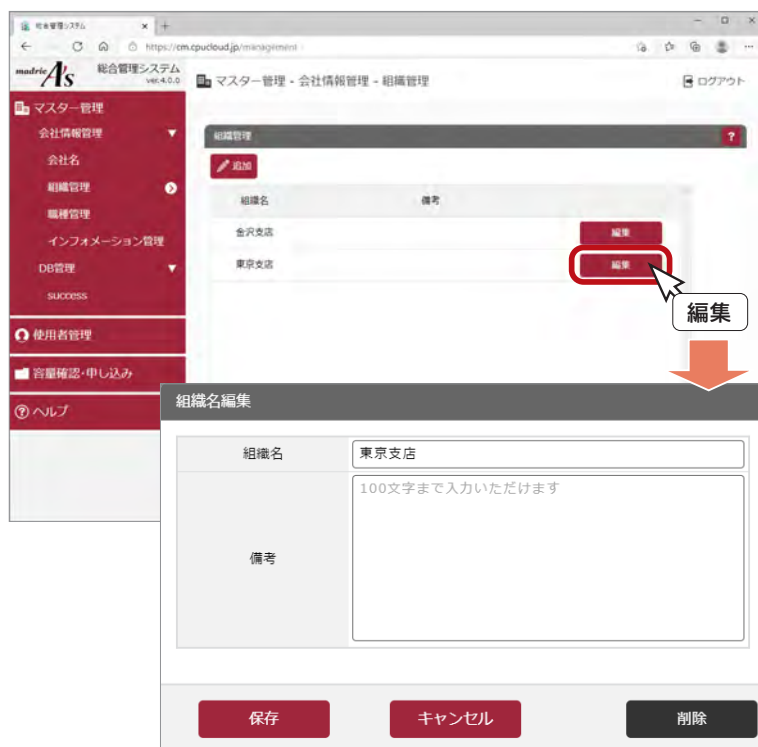 総合管理システム
https://cm.cpucloud.jp/management
madric A's 総合管理システム
ver.4.0.0
マスター管理 - 会社情報管理 - 組織管理
ログアウト
マスター管理
会社情報管理 ▼
会社名
組織管理
職種管理
インフォメーション管理
DB管理 ▼
success
使用者管理
容量確認・申し込み
ヘルプ
組織管理 ?
追加
組織名 備考
金沢支店 編集
東京支店 編集
編集
組織名編集
組織名 東京支店
備考 100文字まで入力いただけます
保存 キャンセル 削除